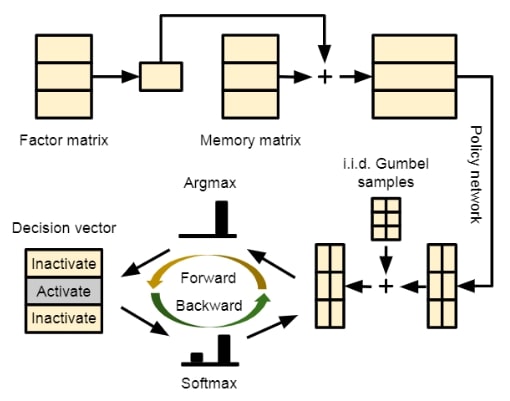 Factor matrix
Memory matrix
Policy network
i.i.d. Gumbel
samples
Argmax
Decision vector
Inactivate
Activate
Inactivate
Forward
Backward
Softmax